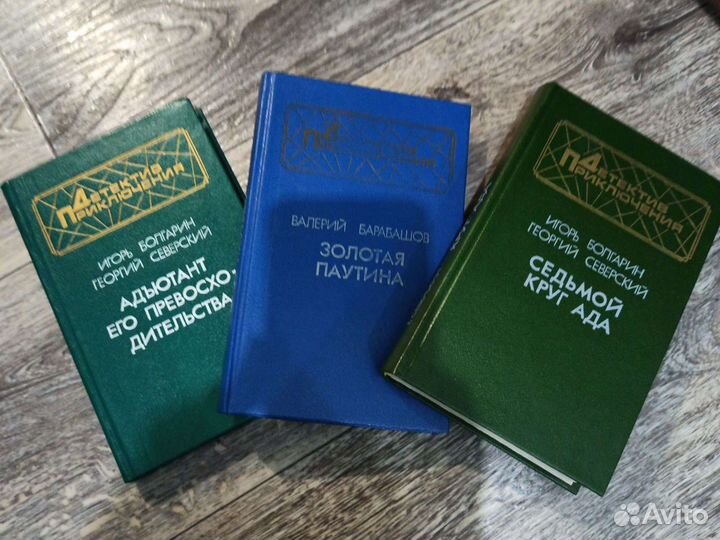 ДЕТЕКТИВ
ПРИКЛЮЧЕНИЯ
ИГОРЬ БОЛГАРИН
ГЕОРГИЙ СЕВЕРСКИЙ
АДЪЮТАНТ
ЕГО ПРЕВОСХО-
ДИТЕЛЬСТВА
ВАЛЕРИЙ БАРАБАШОВ
ЗОЛОТАЯ
ПАУТИНА
ДЕТЕКТИВ
ПРИКЛЮЧЕНИЯ
ИГОРЬ БОЛГАРИН
ГЕОРГИЙ СЕВЕРСКИЙ
СЕДЬМОЙ
КРУГ АДА
Avito